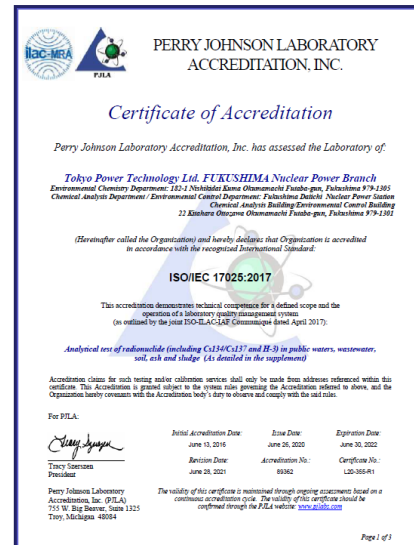 ilac-MRA
PJLA
PERRY JOHNSON LABORATORY
ACCREDITATION, INC.
Certificate of Accreditation
Perry Johnson Laboratory Accreditation, Inc. has assessed the Laboratory of:
Tokyo Power Technology Ltd. FUKUSHIMA Nuclear Power Branch
Environmental Chemistry Department: 182-1 Nishikidai Kuma Okumamachi Futaba-gun, Fukushima 979-1305
Chemical Analysis Department / Environmental Control Department: Fukushima Daiichi Nuclear Power Station
Chemical Analysis Building/Environmental Control Building
22 Kitahara Ottozawa Okumamachi Futaba-gun, Fukushima 979-1301
(Hereinafter called the Organization) and hereby declares that Organization is accredited
in accordance with the recognized International Standard:
ISO/IEC 17025:2017
This accreditation demonstrates technical competence for a defined scope and the
operation of a laboratory quality management system
(as outlined by the joint ISO-ILAC-IAF Communiqué dated April 2017):
Analytical test of radionuclide (including Cs134/Cs137 and H-3) in public waters, wastewater,
soil, ash and sludge (As detailed in the supplement)
Accreditation claims for such testing and/or calibration services shall only be made from addresses referenced within this
certificate. This Accreditation is granted subject to the system rules governing the Accreditation referred to above, and the
Organization hereby covenants with the Accreditation body's duty to observe and comply with the said rules.
For PJLA:
Initial Accreditation Date: Issue Date: Expiration Date:
June 13, 2016 June 26, 2020 June 30, 2022
Revision Date: Accreditation No.: Certificate No.:
June 28, 2021 89362 L20-355-R1
Tracy Szerszen
President
Perry Johnson Laboratory
Accreditation, Inc. (PJLA)
755 W. Big Beaver, Suite 1325
Troy, Michigan 48084
The validity of this certificate is maintained through ongoing assessments based on a
continuous accreditation cycle. The validity of this certificate should be
confirmed through the PJLA website: www.pjlabs.com
Page 1 of 3